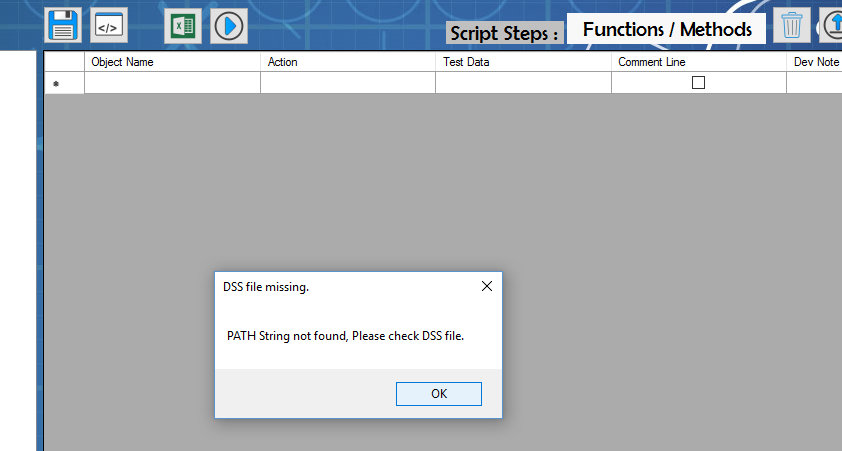 </>
X
Script Steps :
Functions / Methods
Object Name
Action
Test Data
Comment Line
Dev Note
DSS file missing.
PATH String not found, Please check DSS file.
OK